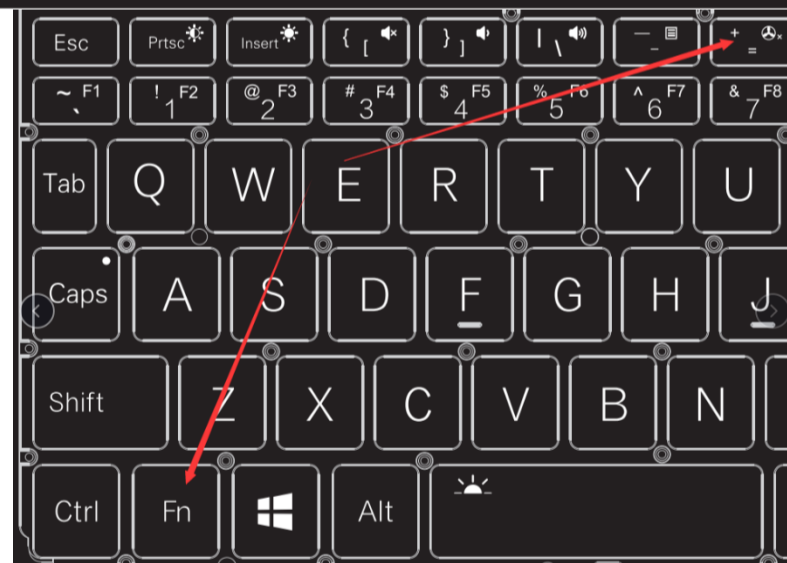 Esc Prtsc Insert { [ } ] | \ — _ + =
~ ` F1 ! 1 F2 @ 2 F3 # 3 F4 $ 4 F5 % 5 F6 ^ 6 F7 & 7 F8
Tab Q W E R T Y U
Caps A S D F G H J
Shift Z X C V B N
Ctrl Fn Alt